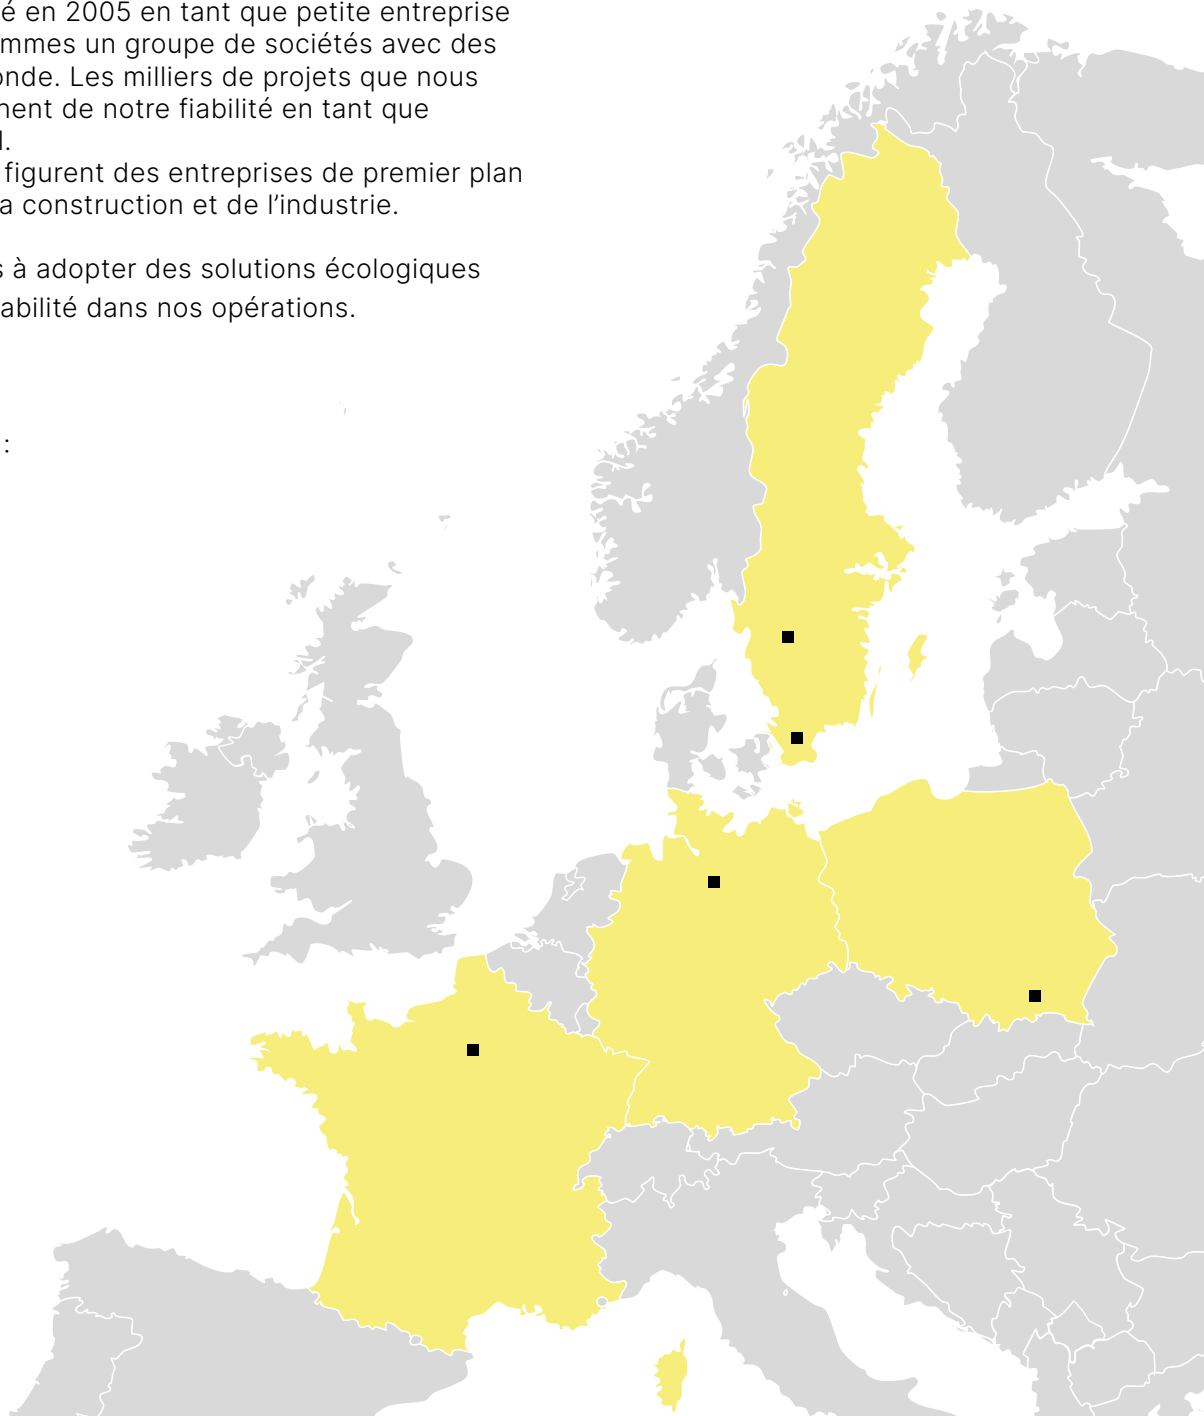 é en 2005 en tant que petite entreprise
mmes un groupe de sociétés avec des
onde. Les milliers de projets que nous
nent de notre fiabilité en tant que
l.
figurent des entreprises de premier plan
a construction et de l’industrie.
s à adopter des solutions écologiques
abilité dans nos opérations.
: